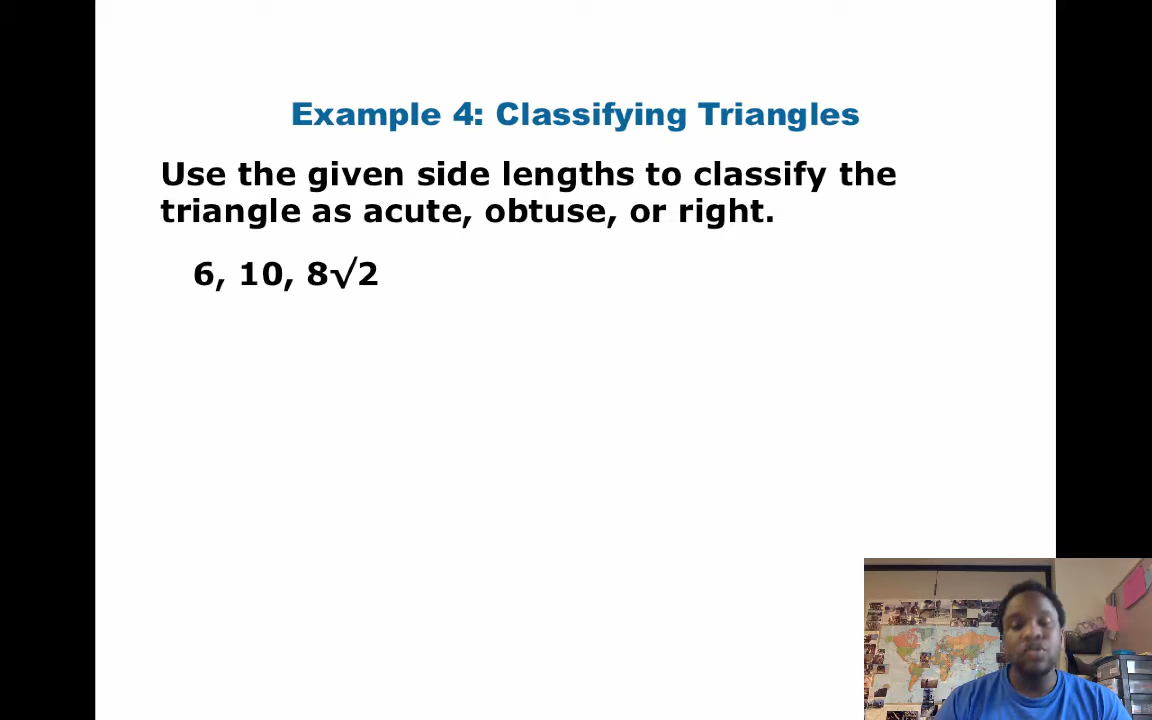 Example 4: Classifying Triangles
Use the given side lengths to classify the
triangle as acute, obtuse, or right.
6, 10, 8√2